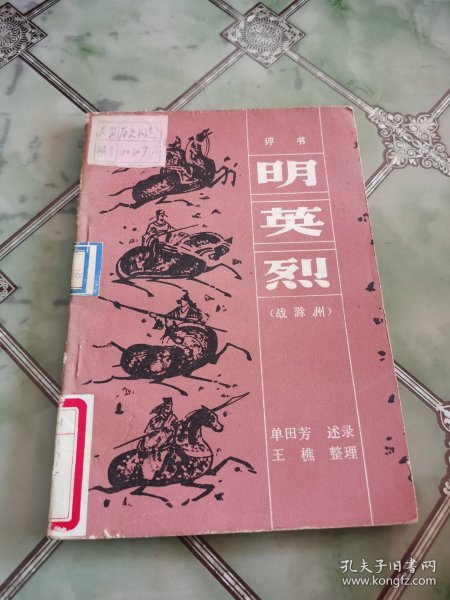 评书
明
英
烈
(战滁州)
单田芳 述录
王樵 整理
孔夫子旧书网
www.kongfz.com